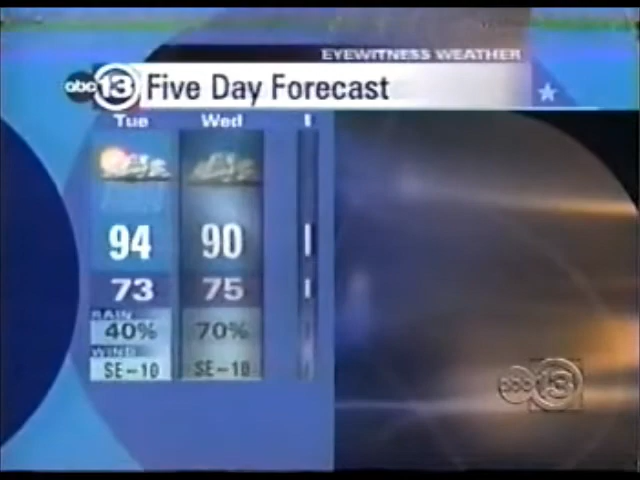 EYEWITNESS WEATHER
abc 13 Five Day Forecast
Tue Wed
94 90
73 75
RAIN
40% 70%
WIND
SE-10 SE-10
abc 13